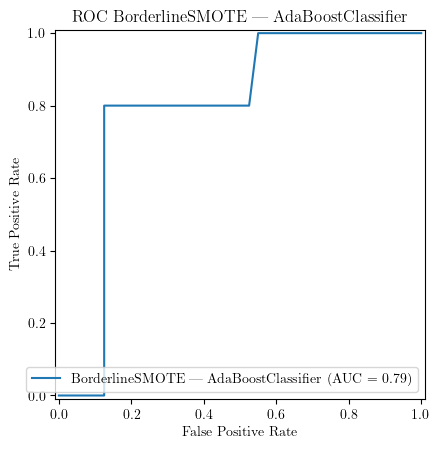 ROC BorderlineSMOTE — AdaBoostClassifier
1.0
0.8
0.6
0.4
0.2
0.0
True Positive Rate
BorderlineSMOTE — AdaBoostClassifier (AUC = 0.79)
0.0 0.2 0.4 0.6 0.8 1.0
False Positive Rate